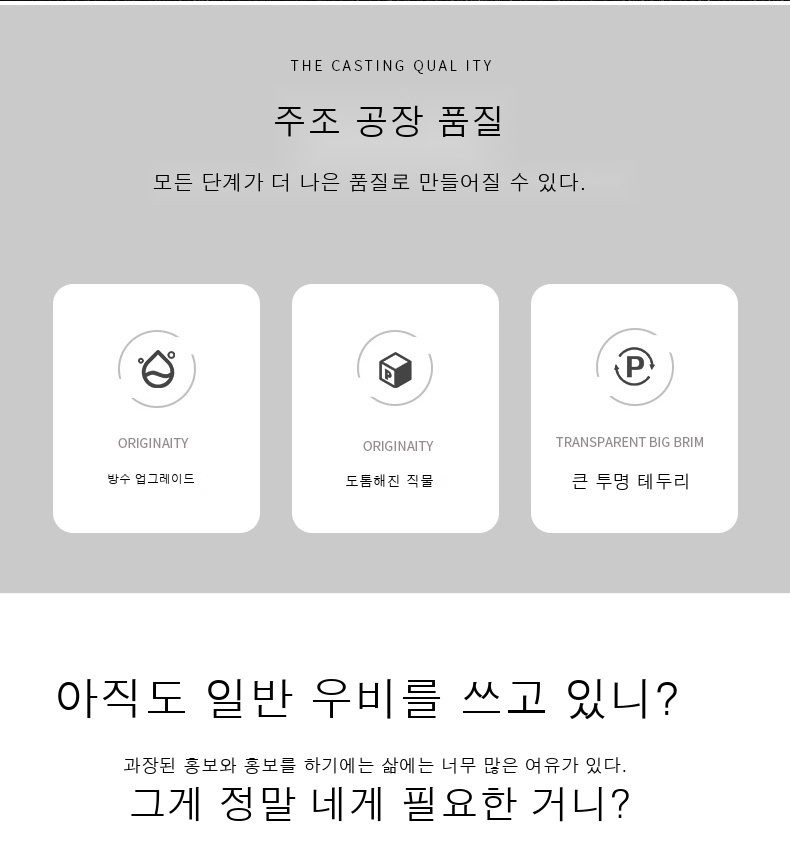 THE CASTING QUAL ITY
주조 공장 품질
모든 단계가 더 나은 품질로 만들어질 수 있다.
P
P
ORIGINAITY
ORIGINAITY
TRANSPARENT BIG BRIM
방수 업그레이드
도톰해진 직물
큰 투명 테두리
아직도 일반 우비를 쓰고 있니?
과장된 홍보와 홍보를 하기에는 삶에는 너무 많은 여유가 있다.
그게 정말 네게 필요한 거니?